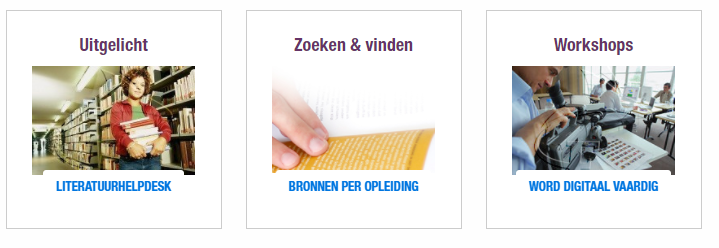 Uitgelicht
LITERATUURHELPDESK
Zoeken & vinden
BRONNEN PER OPLEIDING
Workshops
WORD DIGITAAL VAARDIG